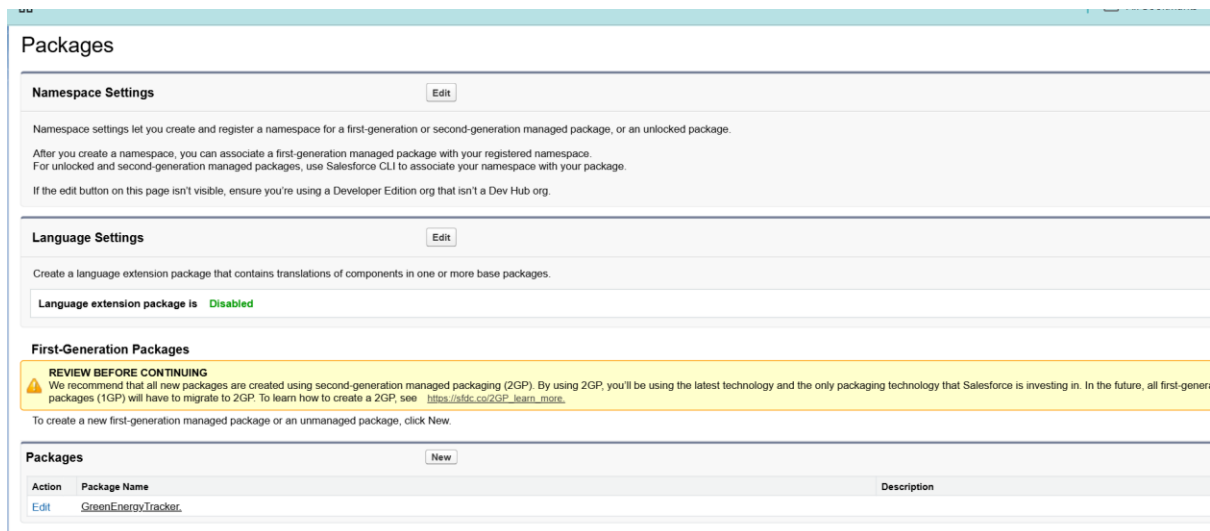 Packages
Namespace Settings Edit
Namespace settings let you create and register a namespace for a first-generation or second-generation managed package, or an unlocked package.
After you create a namespace, you can associate a first-generation managed package with your registered namespace.
For unlocked and second-generation managed packages, use Salesforce CLI to associate your namespace with your package.
If the edit button on this page isn't visible, ensure you're using a Developer Edition org that isn't a Dev Hub org.
Language Settings Edit
Create a language extension package that contains translations of components in one or more base packages.
Language extension package is Disabled
First-Generation Packages
REVIEW BEFORE CONTINUING
We recommend that all new packages are created using second-generation managed packaging (2GP). By using 2GP, you'll be using the latest technology and the only packaging technology that Salesforce is investing in. In the future, all first-genera
packages (1GP) will have to migrate to 2GP. To learn how to create a 2GP, see https://sfdc.co/2GP_learn_more.
To create a new first-generation managed package or an unmanaged package, click New.
Packages New
Action Package Name Description
Edit GreenEnergyTracker.